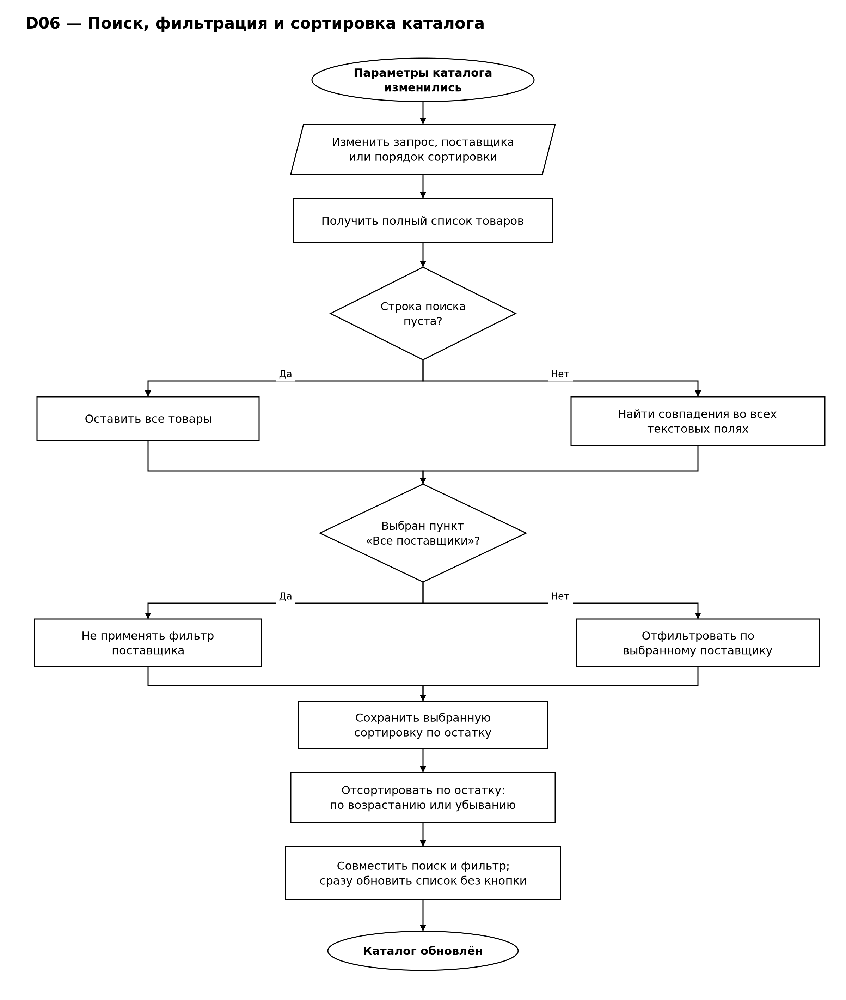 D06 — Поиск, фильтрация и сортировка каталога
Параметры каталога
изменились
Изменить запрос, поставщика
или порядок сортировки
Получить полный список товаров
Строка поиска
пуста?
Да
Нет
Оставить все товары
Найти совпадения во всех
текстовых полях
Выбран пункт
«Все поставщики»?
Да
Нет
Не применять фильтр
поставщика
Отфильтровать по
выбранному поставщику
Сохранить выбранную
сортировку по остатку
Отсортировать по остатку:
по возрастанию или убыванию
Совместить поиск и фильтр;
сразу обновить список без кнопки
Каталог обновлён